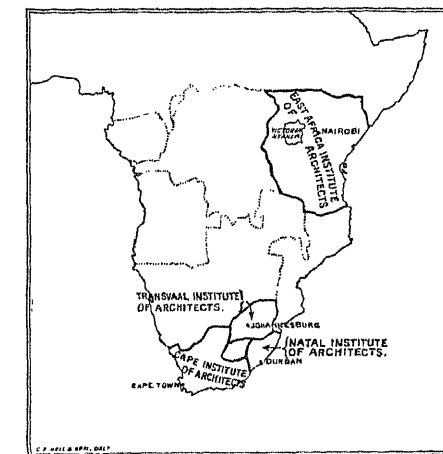 EAST AFRICA INSTITUTE
OF
ARCHITECTS
VICTORIA
NYANZA
NAIROBI
TRANSVAAL INSTITUTE
OF ARCHITECTS.
JOHANNESBURG
NATAL INSTITUTE
OF ARCHITECTS.
DURBAN
CAPE INSTITUTE
OF ARCHITECTS
CAPE TOWN